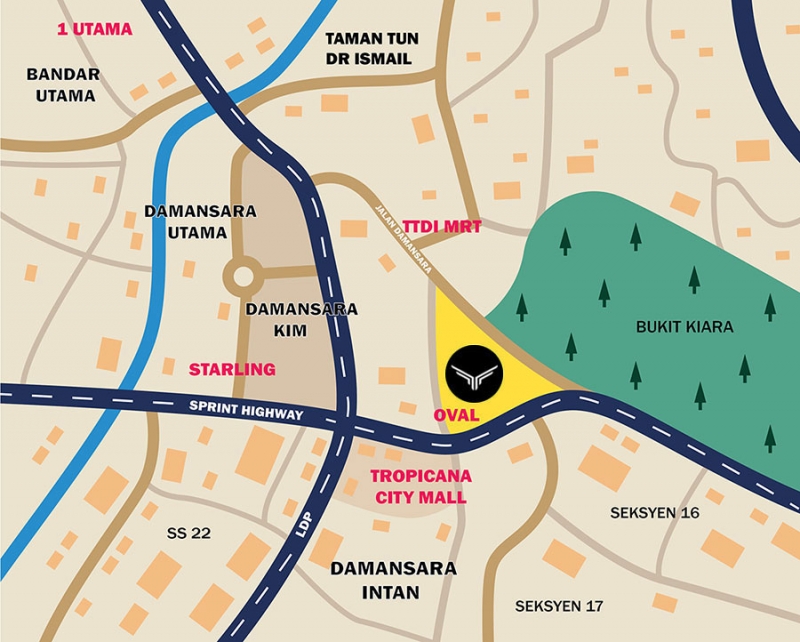 1 UTAMA
TAMAN TUN
DR ISMAIL
BANDAR
UTAMA
DAMANSARA
UTAMA
JALAN DAMANSARA
TTDI MRT
DAMANSARA
KIM
BUKIT KIARA
STARLING
SPRINT HIGHWAY
OVAL
TROPICANA
CITY MALL
SEKSYEN 16
LDP
SS 22
DAMANSARA
INTAN
SEKSYEN 17